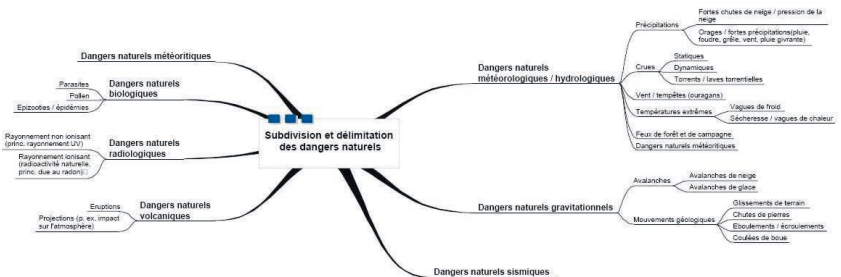 Subdivision et délimitation
des dangers naturels
Dangers naturels météoritiques
Dangers naturels
biologiques
Parasites
Pollen
Epizooties / épidémies
Dangers naturels
radiologiques
Rayonnement non ionisant
(princ. rayonnement UV)
Rayonnement ionisant
(radioactivité naturelle,
princ. due au radon)
Dangers naturels
volcaniques
Eruptions
Projections (p. ex. impact
sur l'atmosphère)
Dangers naturels
météorologiques / hydrologiques
Précipitations
Fortes chutes de neige / pression de la
neige
Orages / fortes précipitations(pluie,
foudre, grêle, vent, pluie givrante)
Crues
Statiques
Dynamiques
Torrents / laves torrentielles
Vent / tempêtes (ouragans)
Températures extrêmes
Vagues de froid
Sécheresse / vagues de chaleur
Feux de forêt et de campagne
Dangers naturels météoritiques
Dangers naturels gravitationnels
Avalanches
Avalanches de neige
Avalanches de glace
Mouvements géologiques
Glissements de terrain
Chutes de pierres
Eboulements / écroulements
Coulées de boue
Dangers naturels sismiques